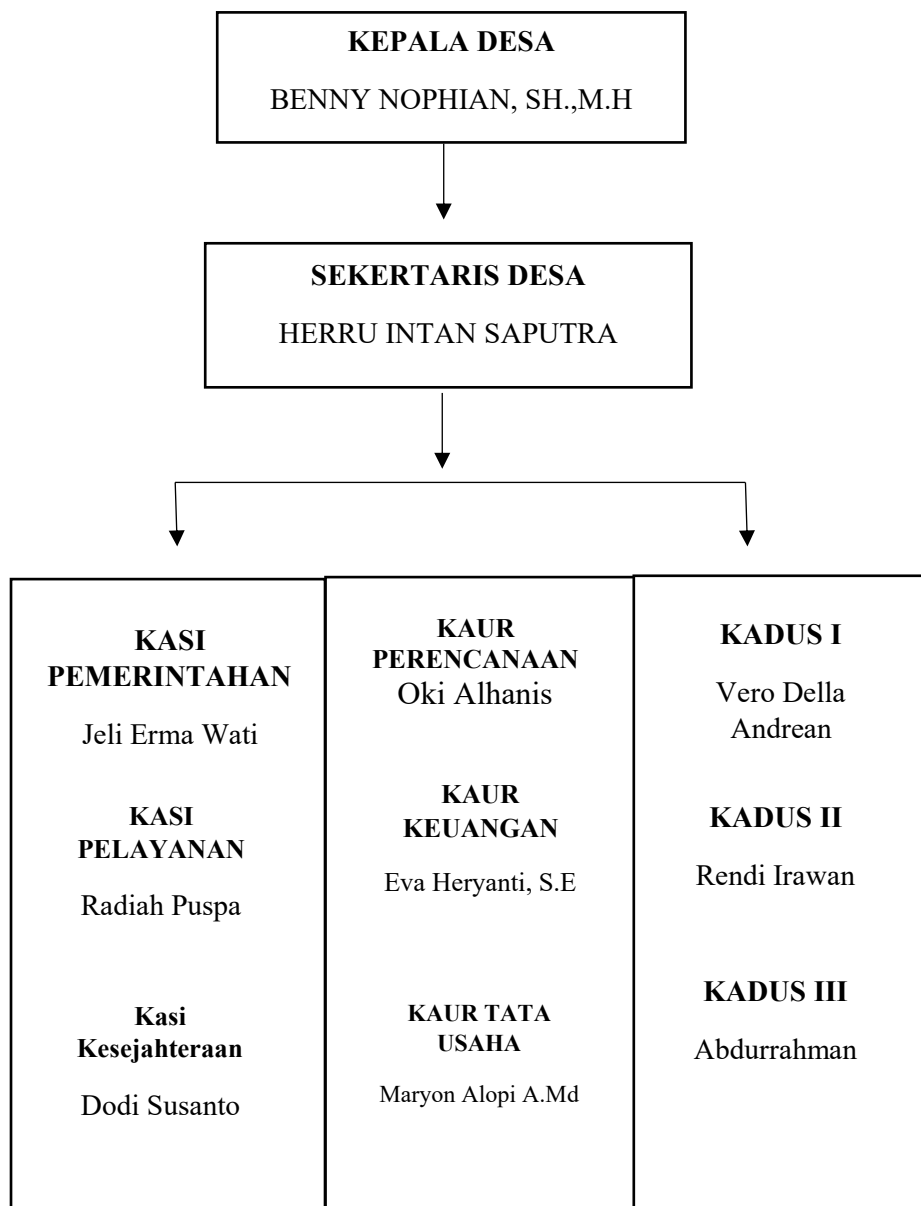 KEPALA DESA
BENNY NOPHIAN, SH.,M.H
SEKERTARIS DESA
HERRU INTAN SAPUTRA
KASI
PEMERINTAHAN
Jeli Erma Wati
KASI
PELAYANAN
Radiah Puspa
Kasi
Kesejahteraan
Dodi Susanto
KAUR
PERENCANAAN
Oki Alhanis
KAUR
KEUANGAN
Eva Heryanti, S.E
KAUR TATA
USAHA
Maryon Alopi A.Md
KADUS I
Vero Della
Andrean
KADUS II
Rendi Irawan
KADUS III
Abdurrahman